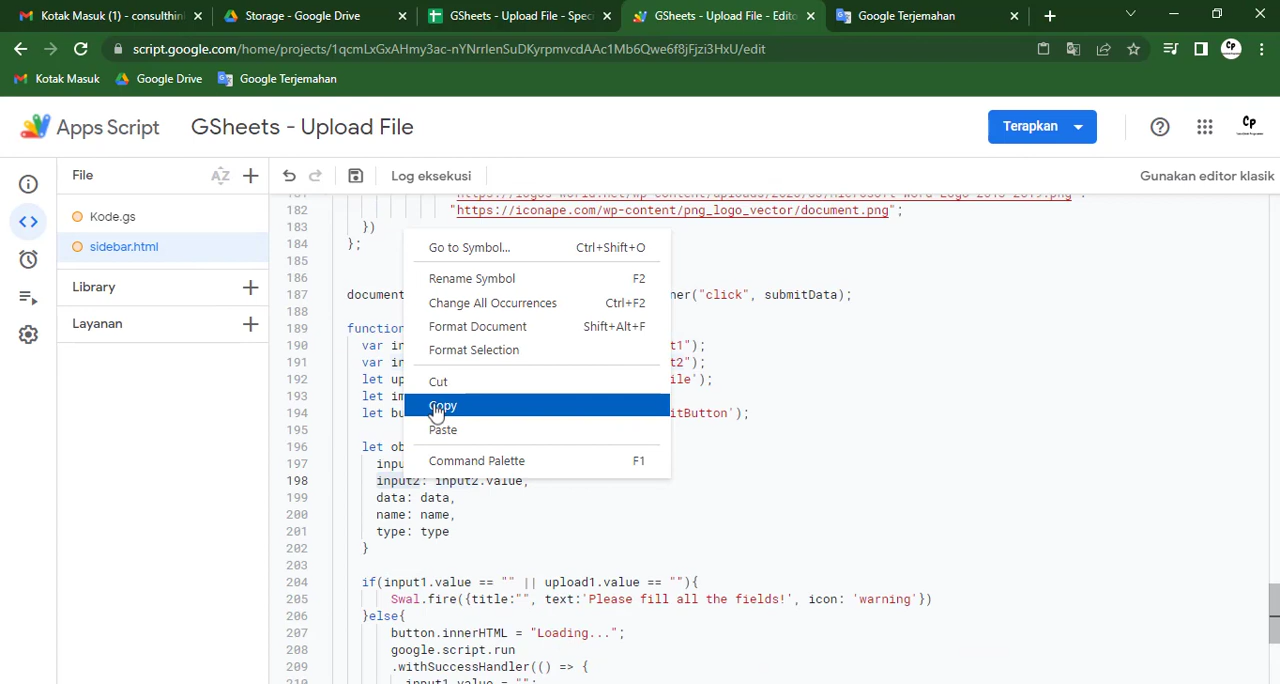 Kotak Masuk (1) - consulthin
Storage - Google Drive
GSheets - Upload File - Spec
GSheets - Upload File - Edito
Google Terjemahan
script.google.com/home/projects/1qcmLxGxAHmy3ac-nYNrrlenSuDKyrpmvcdAAc1Mb6Qwe6f8jFjzi3HxU/edit
Kotak Masuk
Google Drive
Google Terjemahan
Apps Script
GSheets - Upload File
Terapkan
Cp
File
AZ
Log eksekusi
Gunakan editor klasik
Kode.gs
sidebar.html
Library
Layanan
182 "https://iconape.com/wp-content/png_logo_vector/document.png";
183 })
184 };
185
186
187 document
ner("click", submitData);
188
189 function
190 var in
t1");
191 var in
t2");
192 let up
ile');
193 let im
194 let bu
itButton');
195
196 let ob
197 inpu
198 input2: input2.value,
199 data: data,
200 name: name,
201 type: type
202 }
203
204 if(input1.value == "" || upload1.value == ""){
205 Swal.fire({title:"", text:'Please fill all the fields!', icon: 'warning'})
206 }else{
207 button.innerHTML = "Loading...";
208 google.script.run
209 .withSuccessHandler(() => {
Go to Symbol... Ctrl+Shift+O
Rename Symbol F2
Change All Occurrences Ctrl+F2
Format Document Shift+Alt+F
Format Selection
Cut
Copy
Paste
Command Palette F1